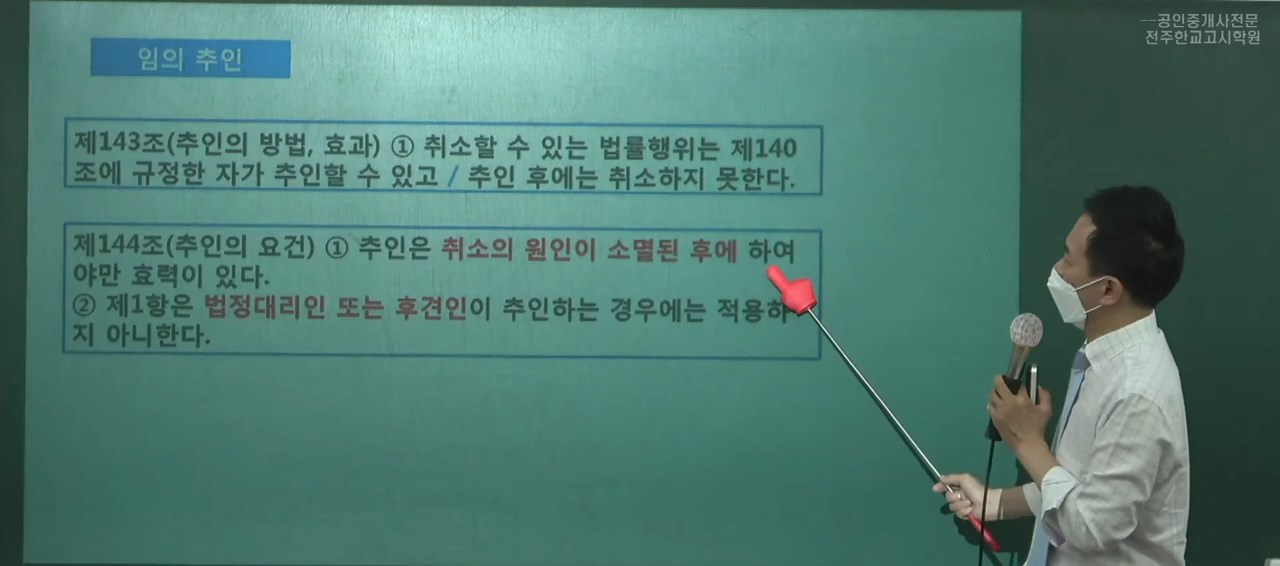 --공인중개사전문
전주한교고시학원
임의 추인
제143조(추인의 방법, 효과) ① 취소할 수 있는 법률행위는 제140
조에 규정한 자가 추인할 수 있고 / 추인 후에는 취소하지 못한다.
제144조(추인의 요건) ① 추인은 취소의 원인이 소멸된 후에 하여
야만 효력이 있다.
② 제1항은 법정대리인 또는 후견인이 추인하는 경우에는 적용하
지 아니한다.